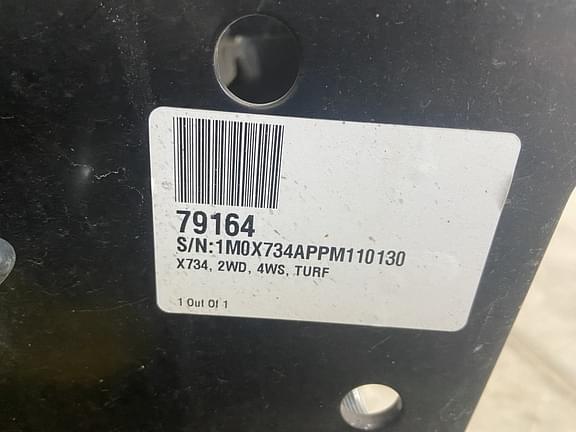 79164
S/N:1M0X734APPM110130
X734, 2WD, 4WS, TURF
1 Out Of 1